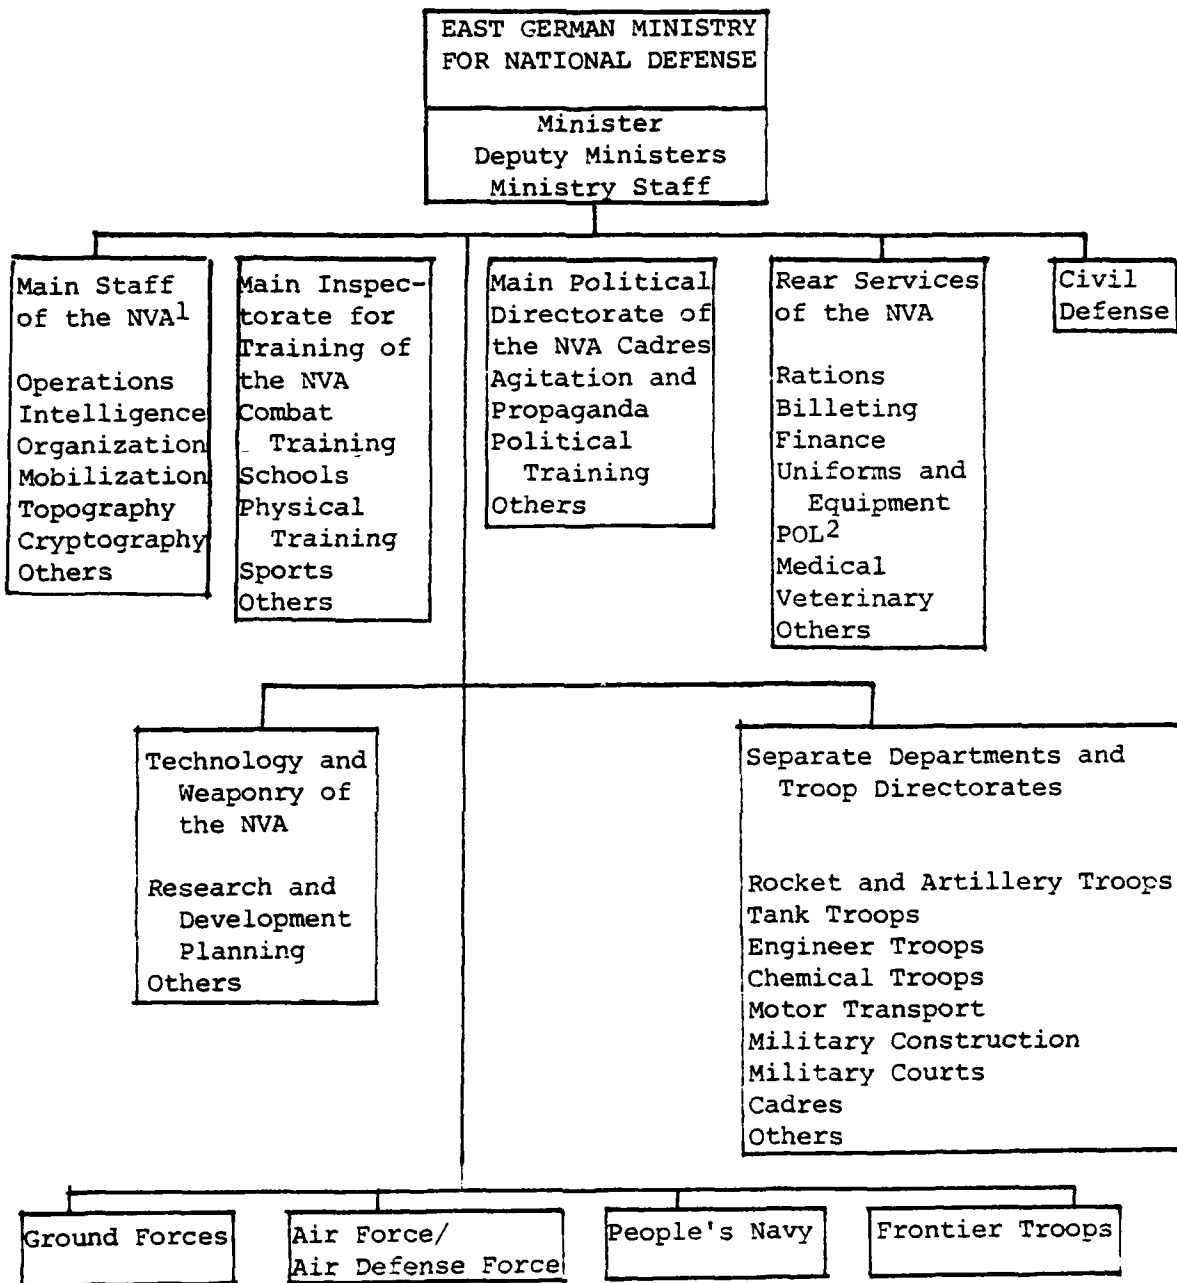 EAST GERMAN MINISTRY
FOR NATIONAL DEFENSE
Minister
Deputy Ministers
Ministry Staff
Main Staff
of the NVA1
Operations
Intelligence
Organization
Mobilization
Topography
Cryptography
Others
Main Inspec-
torate for
Training of
the NVA
Combat
Training
Schools
Physical
Training
Sports
Others
Main Political
Directorate of
the NVA Cadres
Agitation and
Propaganda
Political
Training
Others
Rear Services
of the NVA
Rations
Billeting
Finance
Uniforms and
Equipment
POL2
Medical
Veterinary
Others
Civil
Defense
Technology and
Weaponry of
the NVA
Research and
Development
Planning
Others
Separate Departments and
Troop Directorates
Rocket and Artillery Troops
Tank Troops
Engineer Troops
Chemical Troops
Motor Transport
Military Construction
Military Courts
Cadres
Others
Ground Forces
Air Force/
Air Defense Force
People's Navy
Frontier Troops